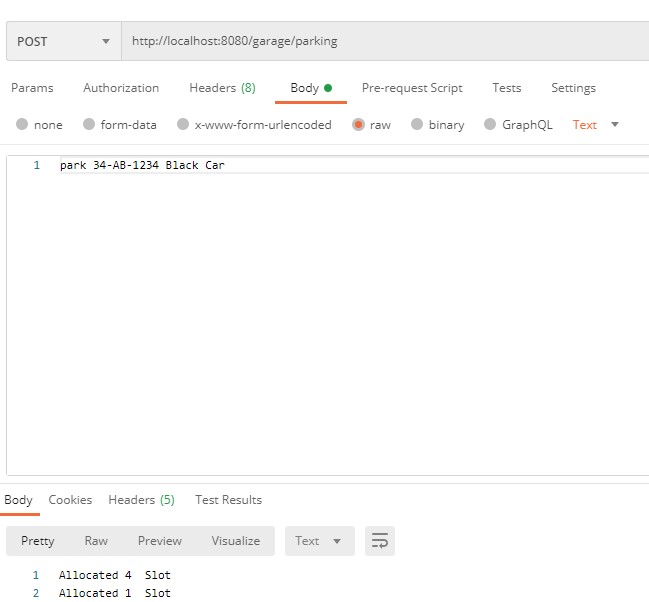 POST http://localhost:8080/garage/parking
Params Authorization Headers (8) Body Pre-request Script Tests Settings
none form-data x-www-form-urlencoded raw binary GraphQL Text
1 park 34-AB-1234 Black Car
Body Cookies Headers (5) Test Results
Pretty Raw Preview Visualize Text
1 Allocated 4 Slot
2 Allocated 1 Slot